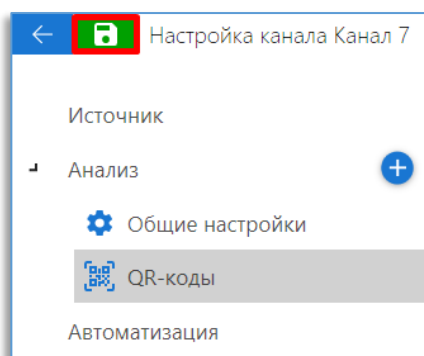 Настройка канала Канал 7
Источник
Анализ
Общие настройки
QR-коды
Автоматизация